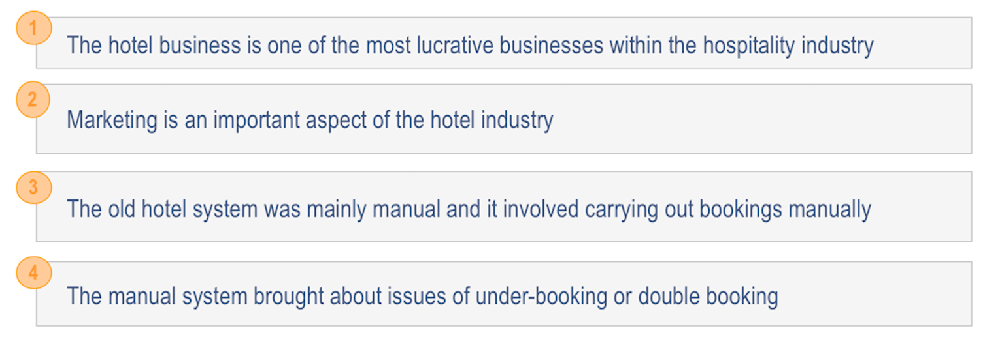 1
The hotel business is one of the most lucrative businesses within the hospitality industry
2
Marketing is an important aspect of the hotel industry
3
The old hotel system was mainly manual and it involved carrying out bookings manually
4
The manual system brought about issues of under-booking or double booking